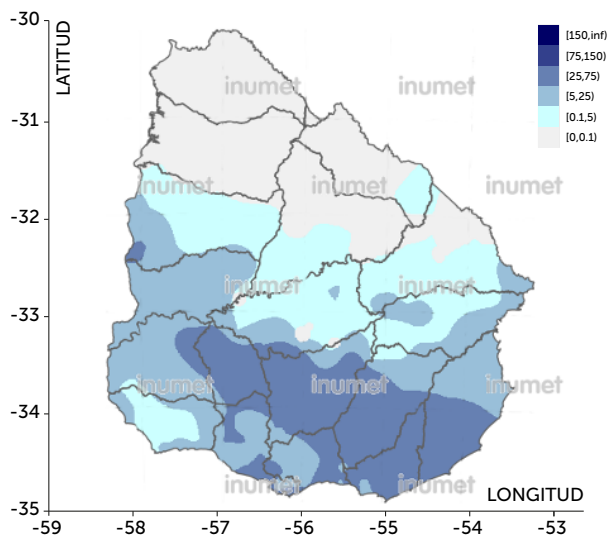 -30
LATITUD
[150,inf)
[75,150)
[25,75)
[5,25)
[0.1,5)
[0,0.1)
inumet inumet
-31
inumet inumet inumet
-32
inumet inumet
-33
inumet inumet inumet
-34
inumet inumet
LONGITUD
-35
-59 -58 -57 -56 -55 -54 -53